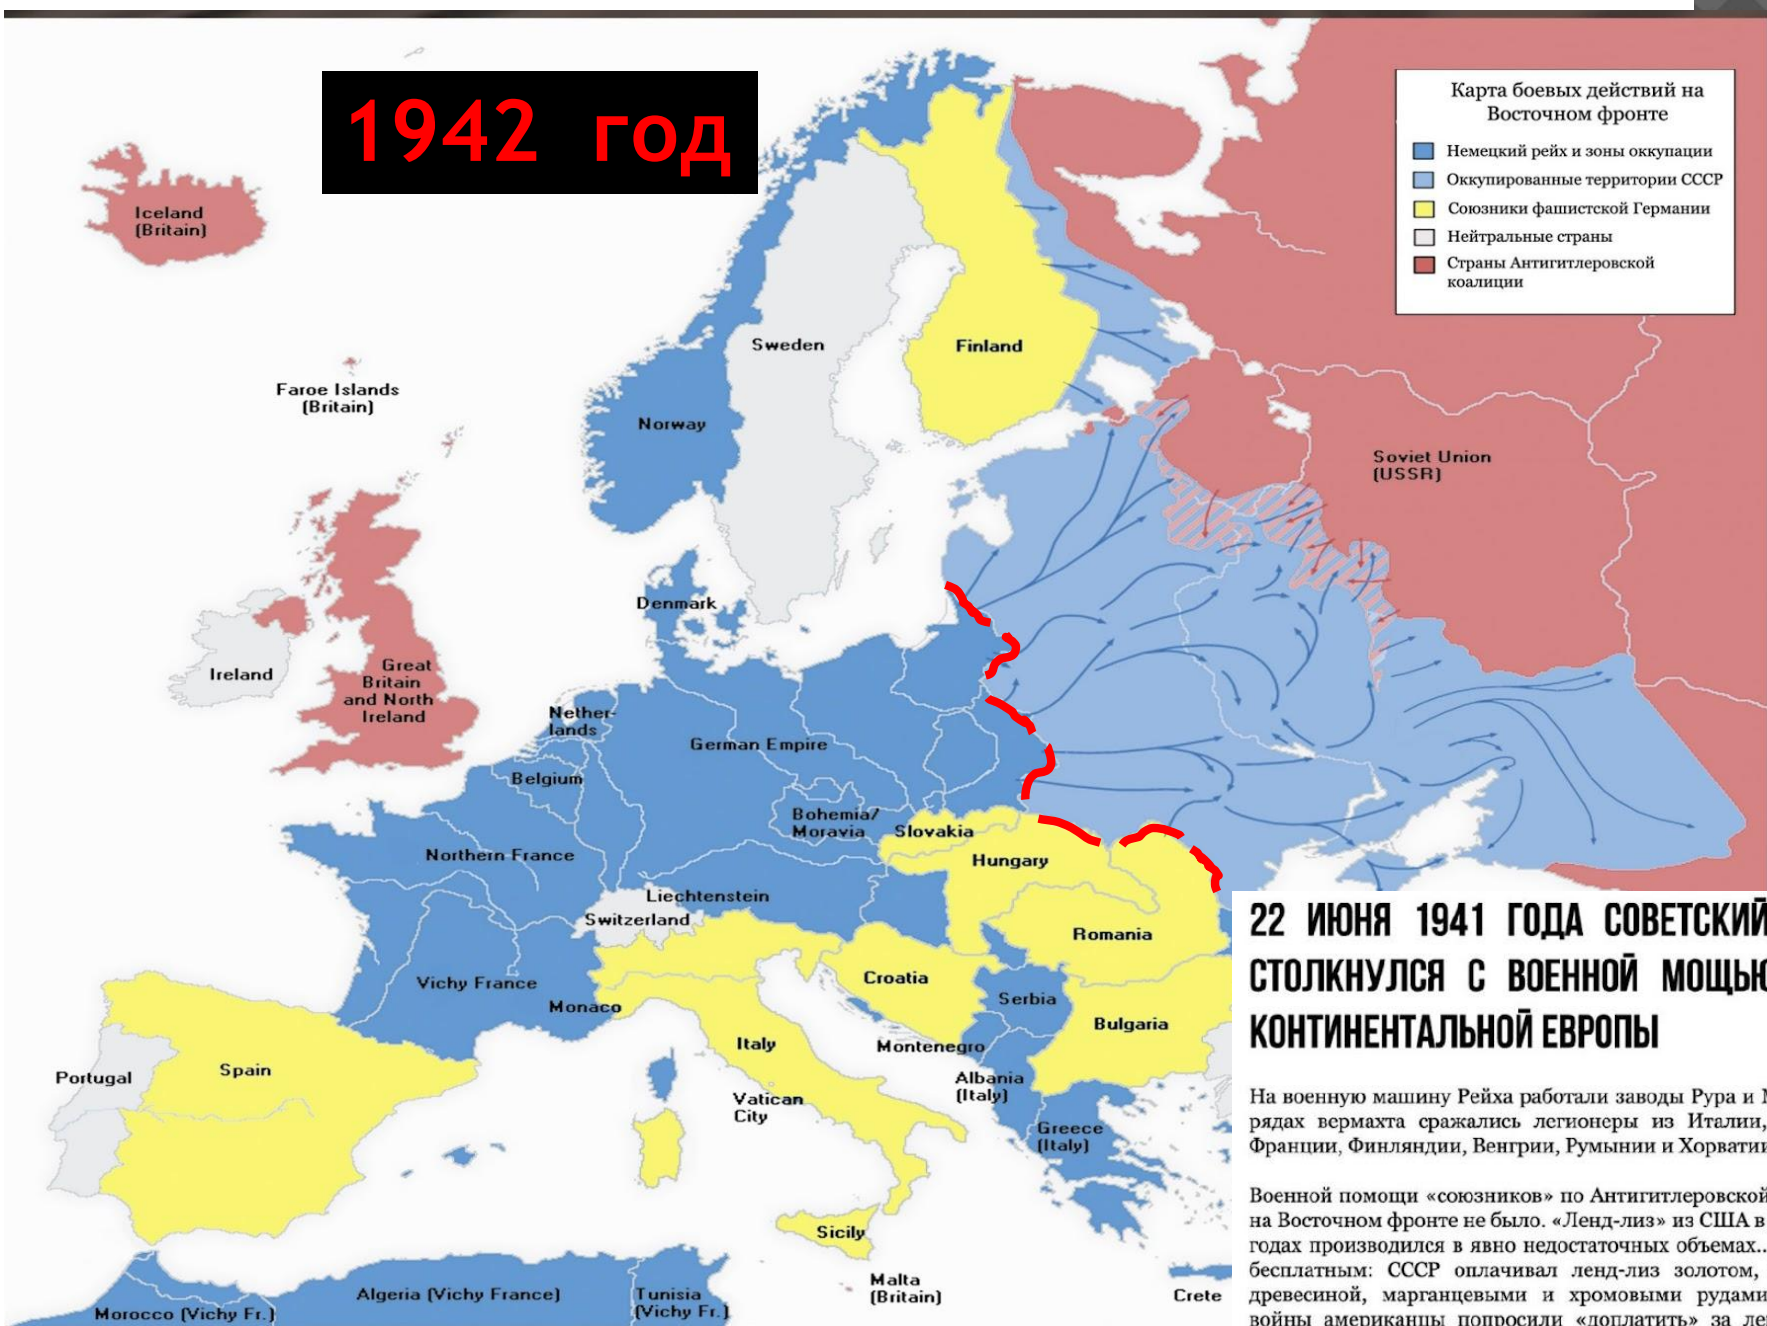 1942 год
Карта боевых действий на
Восточном фронте
Немецкий рейх и зоны оккупации
Оккупированные территории СССР
Союзники фашистской Германии
Нейтральные страны
Страны Антигитлеровской
коалиции
Iceland
(Britain)
Faroe Islands
(Britain)
Sweden
Finland
Norway
Soviet Union
(USSR)
Denmark
Ireland
Great
Britain
and North
Ireland
Nether-
lands
German Empire
Belgium
Bohemia/
Moravia
Slovakia
Northern France
Hungary
Liechtenstein
Switzerland
Romania
Croatia
Vichy France
Monaco
Serbia
Bulgaria
Italy
Montenegro
Spain
Portugal
Albania
(Italy)
Vatican
City
Greece
(Italy)
Sicily
Malta
(Britain)
Crete
Algeria (Vichy France)
Tunisia
(Vichy Fr.)
Morocco (Vichy Fr.)
22 ИЮНЯ 1941 ГОДА СОВЕТСКИЙ
СТОЛКНУЛСЯ С ВОЕННОЙ МОЩЬЮ
КОНТИНЕНТАЛЬНОЙ ЕВРОПЫ
На военную машину Рейха работали заводы Рура и
рядах вермахта сражались легионеры из Италии,
Франции, Финляндии, Венгрии, Румынии и Хорватии
Военной помощи «союзников» по Антигитлеровской
на Восточном фронте не было. «Ленд-лиз» из США в
годах производился в явно недостаточных объемах..
бесплатным: СССР оплачивал ленд-лиз золотом,
древесиной, марганцевыми и хромовыми рудами
войны американцы попросили «доплатить» за